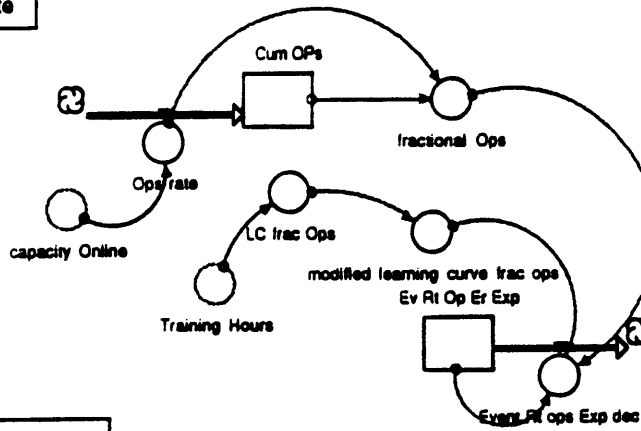 Cum OPs
fractional Ops
Ops rate
LC frac Ops
capacity Online
modified learning curve frac ops
Ev Rt Op Er Exp
Training Hours
Event Rt ops Exp dec